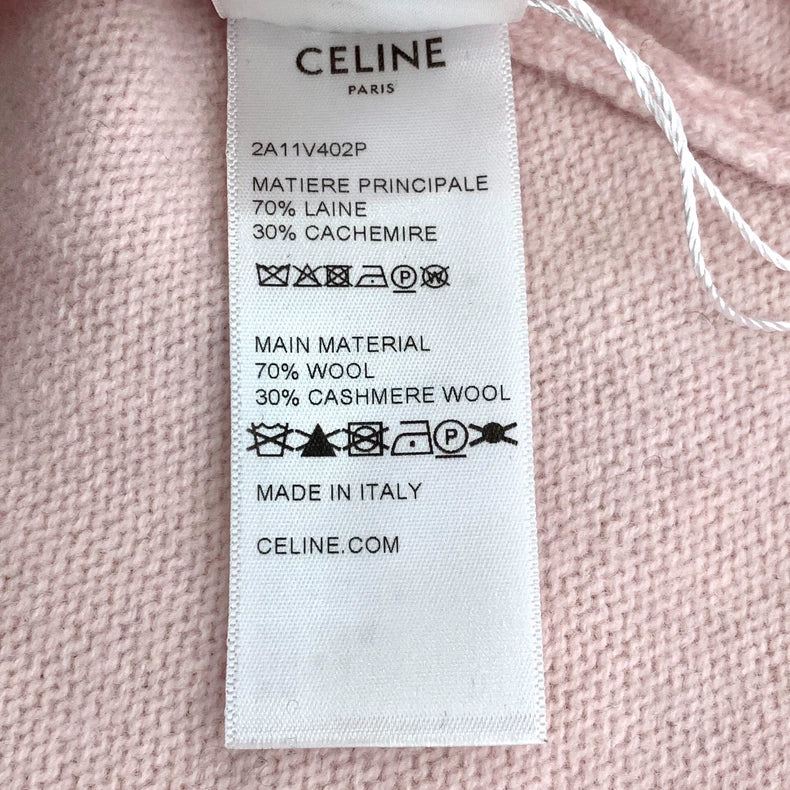 CELINE
PARIS
2A11V402P
MATIERE PRINCIPALE
70% LAINE
30% CACHEMIRE
P W
MAIN MATERIAL
70% WOOL
30% CASHMERE WOOL
P
MADE IN ITALY
CELINE.COM